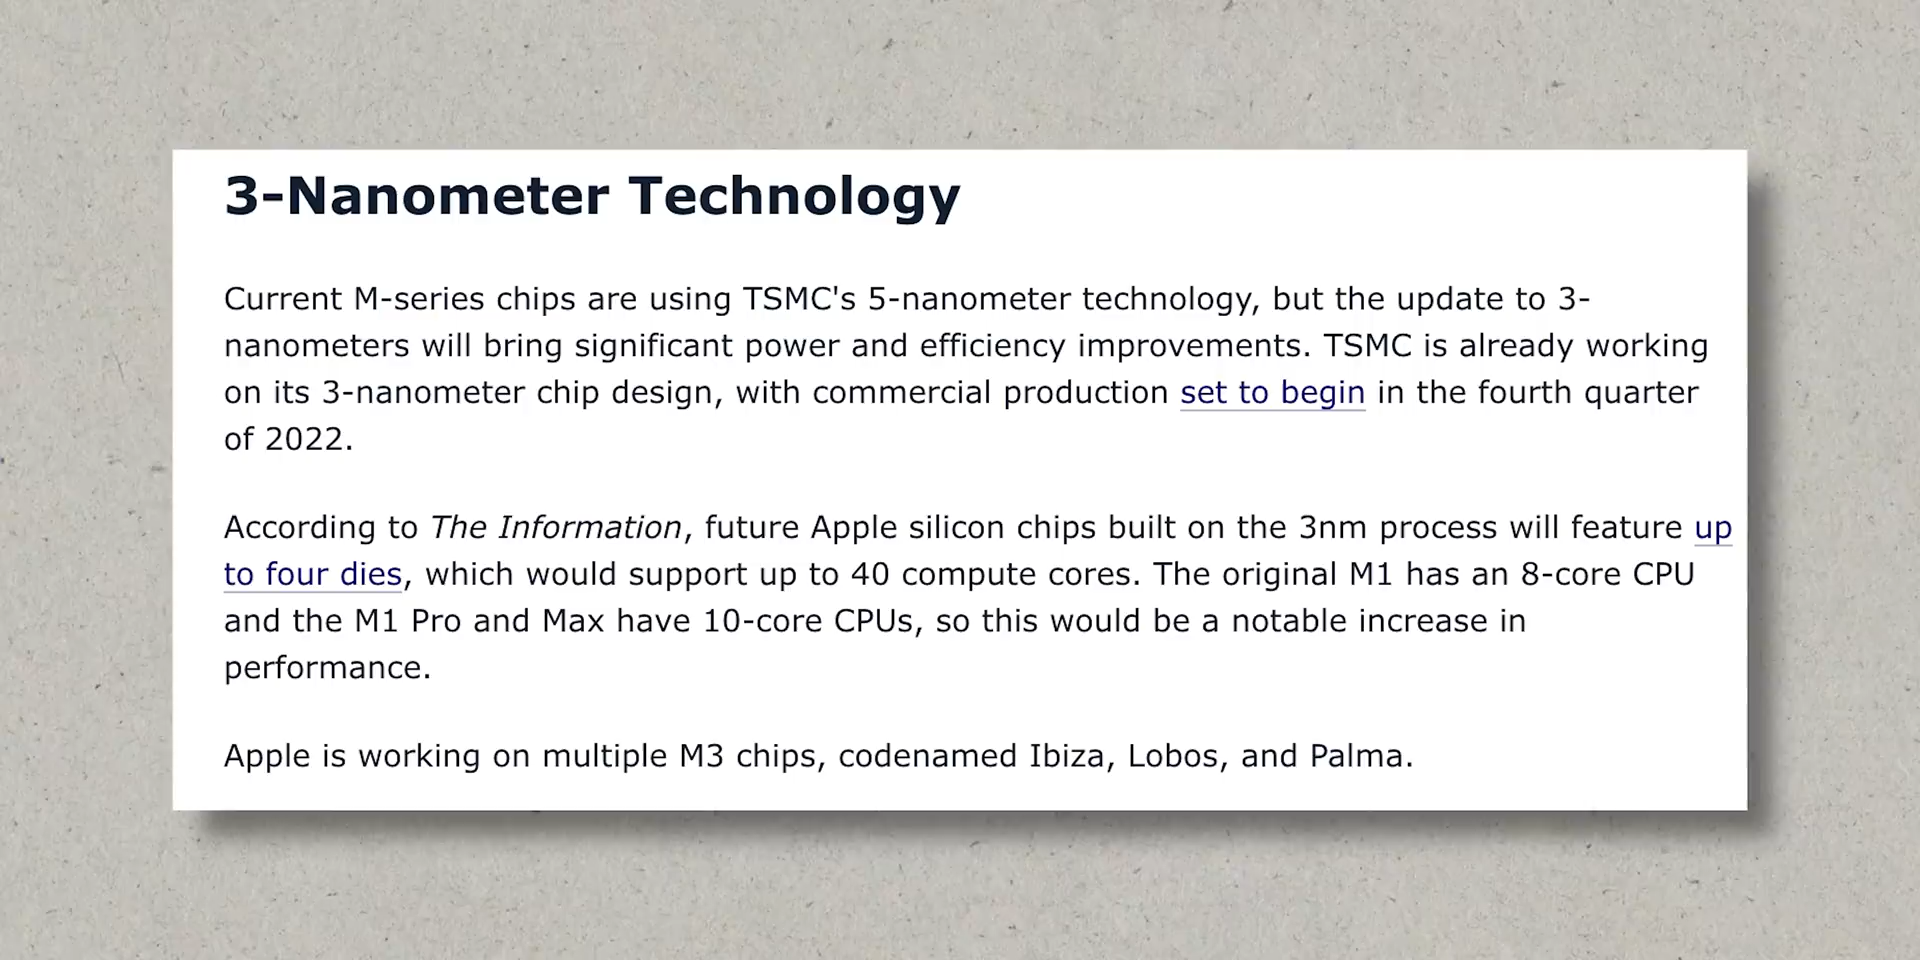 3-Nanometer Technology
Current M-series chips are using TSMC's 5-nanometer technology, but the update to 3-
nanometers will bring significant power and efficiency improvements. TSMC is already working
on its 3-nanometer chip design, with commercial production set to begin in the fourth quarter
of 2022.
According to The Information, future Apple silicon chips built on the 3nm process will feature up
to four dies, which would support up to 40 compute cores. The original M1 has an 8-core CPU
and the M1 Pro and Max have 10-core CPUs, so this would be a notable increase in
performance.
Apple is working on multiple M3 chips, codenamed Ibiza, Lobos, and Palma.